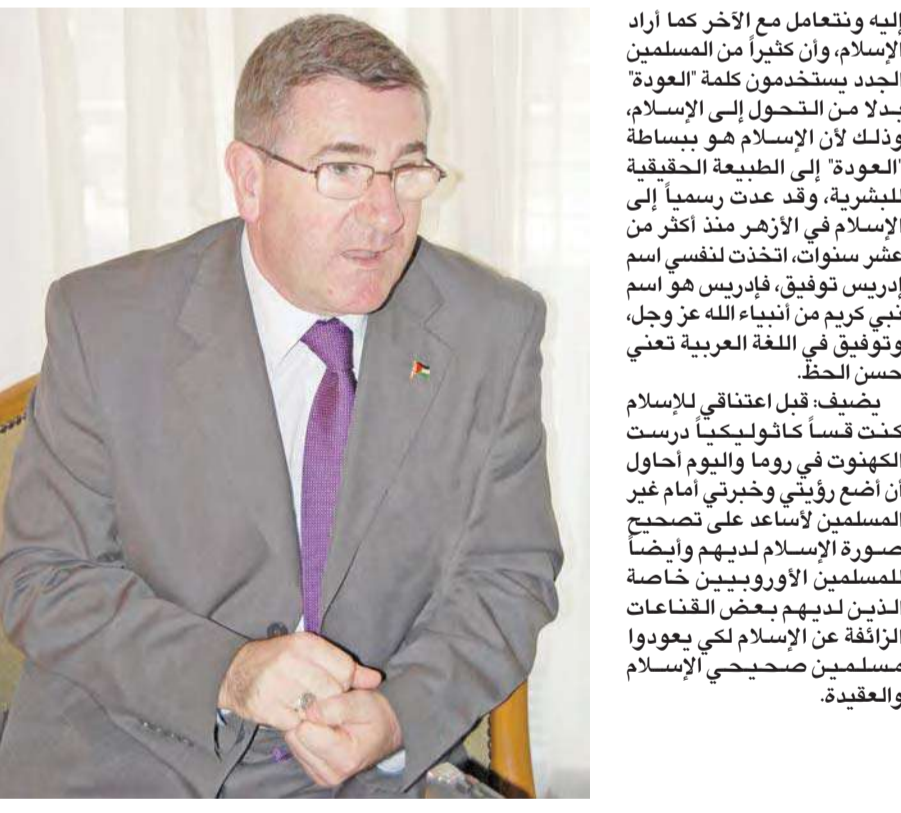 إليه ونتعامل مع الآخر كما أراد
الإسلام، وأن كثيراً من المسلمين
الجدد يستخدمون كلمة "العودة"
بدلا من التحول إلى الإسلام،
وذلك لأن الإسلام هو ببساطة
"العودة" إلى الطبيعة الحقيقية
للبشرية، وقد عدت رسمياً إلى
الإسلام في الأزهر منذ أكثر من
عشر سنوات، اتخذت لنفسي اسم
إدريس توفيق، فإدريس هو اسم
نبي كريم من أنبياء الله عز وجل،
وتوفيق في اللغة العربية تعني
حسن الحظ.
يضيف: قبل اعتناقي للإسلام
كنت قساً كاثوليكياً درست
الكهنوت في روما واليوم أحاول
أن أضع رؤيتي وخبرتي أمام غير
المسلمين لأساعد على تصحيح
صورة الإسلام لديهم وأيضاً
للمسلمين الأوروبيين خاصة
الذين لديهم بعض القناعات
الزائفة عن الإسلام لكي يعودوا
مسلمين صحيحي الإسلام
والعقيدة.